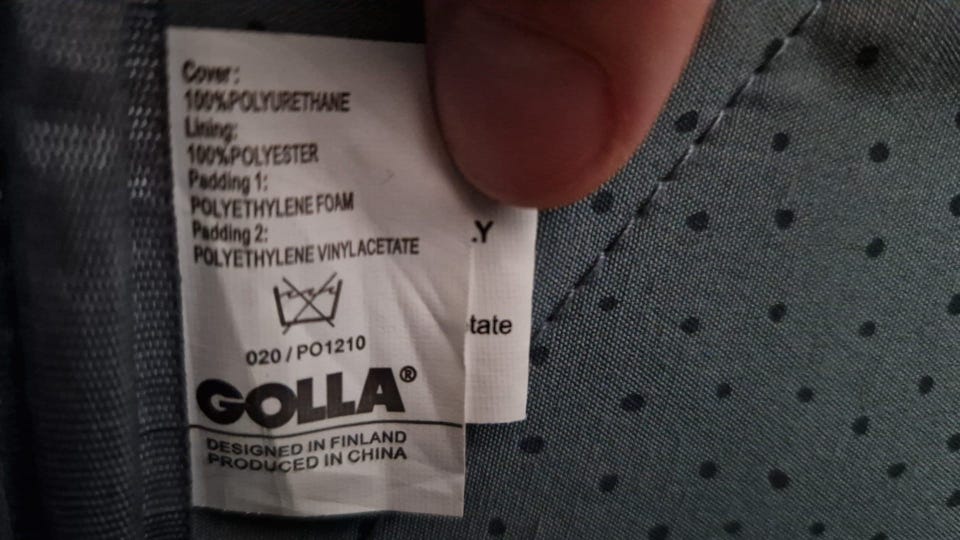 Cover:
100%POLYURETHANE
Lining:
100%POLYESTER
Padding 1:
POLYETHYLENE FOAM
Padding 2:
POLYETHYLENE VINYLACETATE
020 / PO1210
GOLLA®
DESIGNED IN FINLAND
PRODUCED IN CHINA
.Y
tate